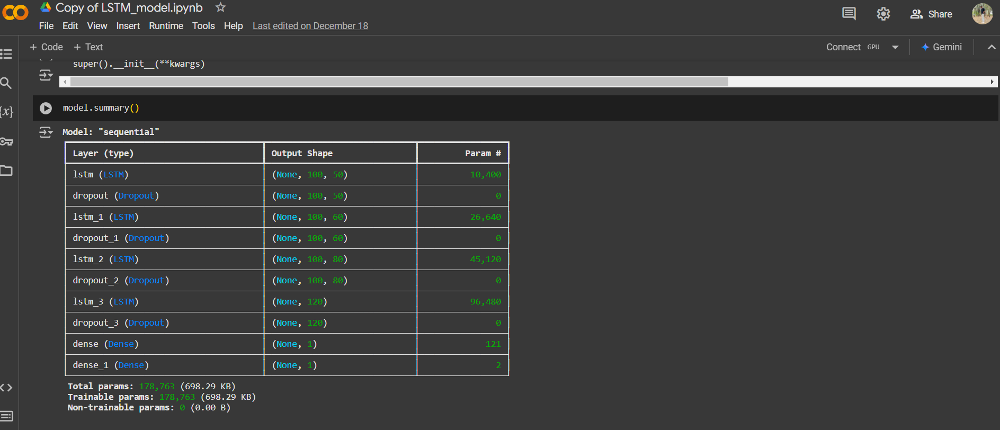 Copy of LSTM_model.ipynb
File Edit View Insert Runtime Tools Help Last edited on December 18
Share
+ Code + Text
Connect GPU
Gemini
super().__init__(**kwargs)
{x}
model.summary()
Model: "sequential"
Layer (type) Output Shape Param #
lstm (LSTM) (None, 100, 50) 10,400
dropout (Dropout) (None, 100, 50) 0
lstm_1 (LSTM) (None, 100, 60) 26,640
dropout_1 (Dropout) (None, 100, 60) 0
lstm_2 (LSTM) (None, 100, 80) 45,120
dropout_2 (Dropout) (None, 100, 80) 0
lstm_3 (LSTM) (None, 120) 96,480
dropout_3 (Dropout) (None, 120) 0
dense (Dense) (None, 1) 121
dense_1 (Dense) (None, 1) 2
Total params: 178,763 (698.29 KB)
Trainable params: 178,763 (698.29 KB)
Non-trainable params: 0 (0.00 B)